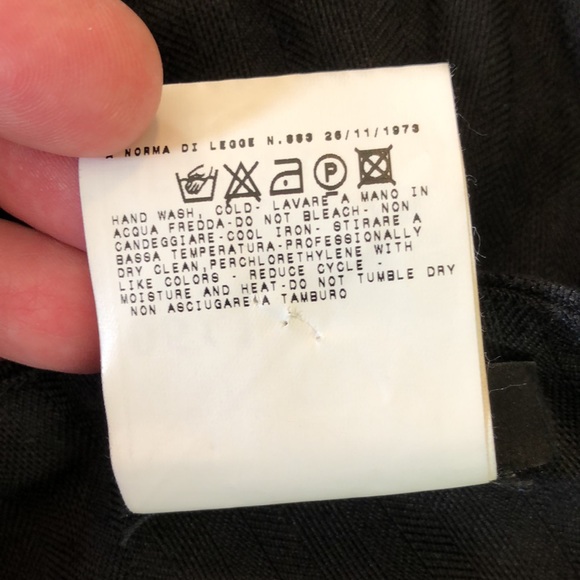 A NORMA DI LEGGE N.883 26/11/1973
P
HAND WASH, COLD- LAVARE A MANO IN
ACQUA FREDDA-DO NOT BLEACH- NON
CANDEGGIARE-COOL IRON- STIRARE A
BASSA TEMPERATURA-PROFESSIONALLY
DRY CLEAN,PERCHLORETHYLENE WITH
LIKE COLORS - REDUCE CYCLE -
MOISTURE AND HEAT-DO NOT TUMBLE DRY
NON ASCIUGARE A TAMBURO